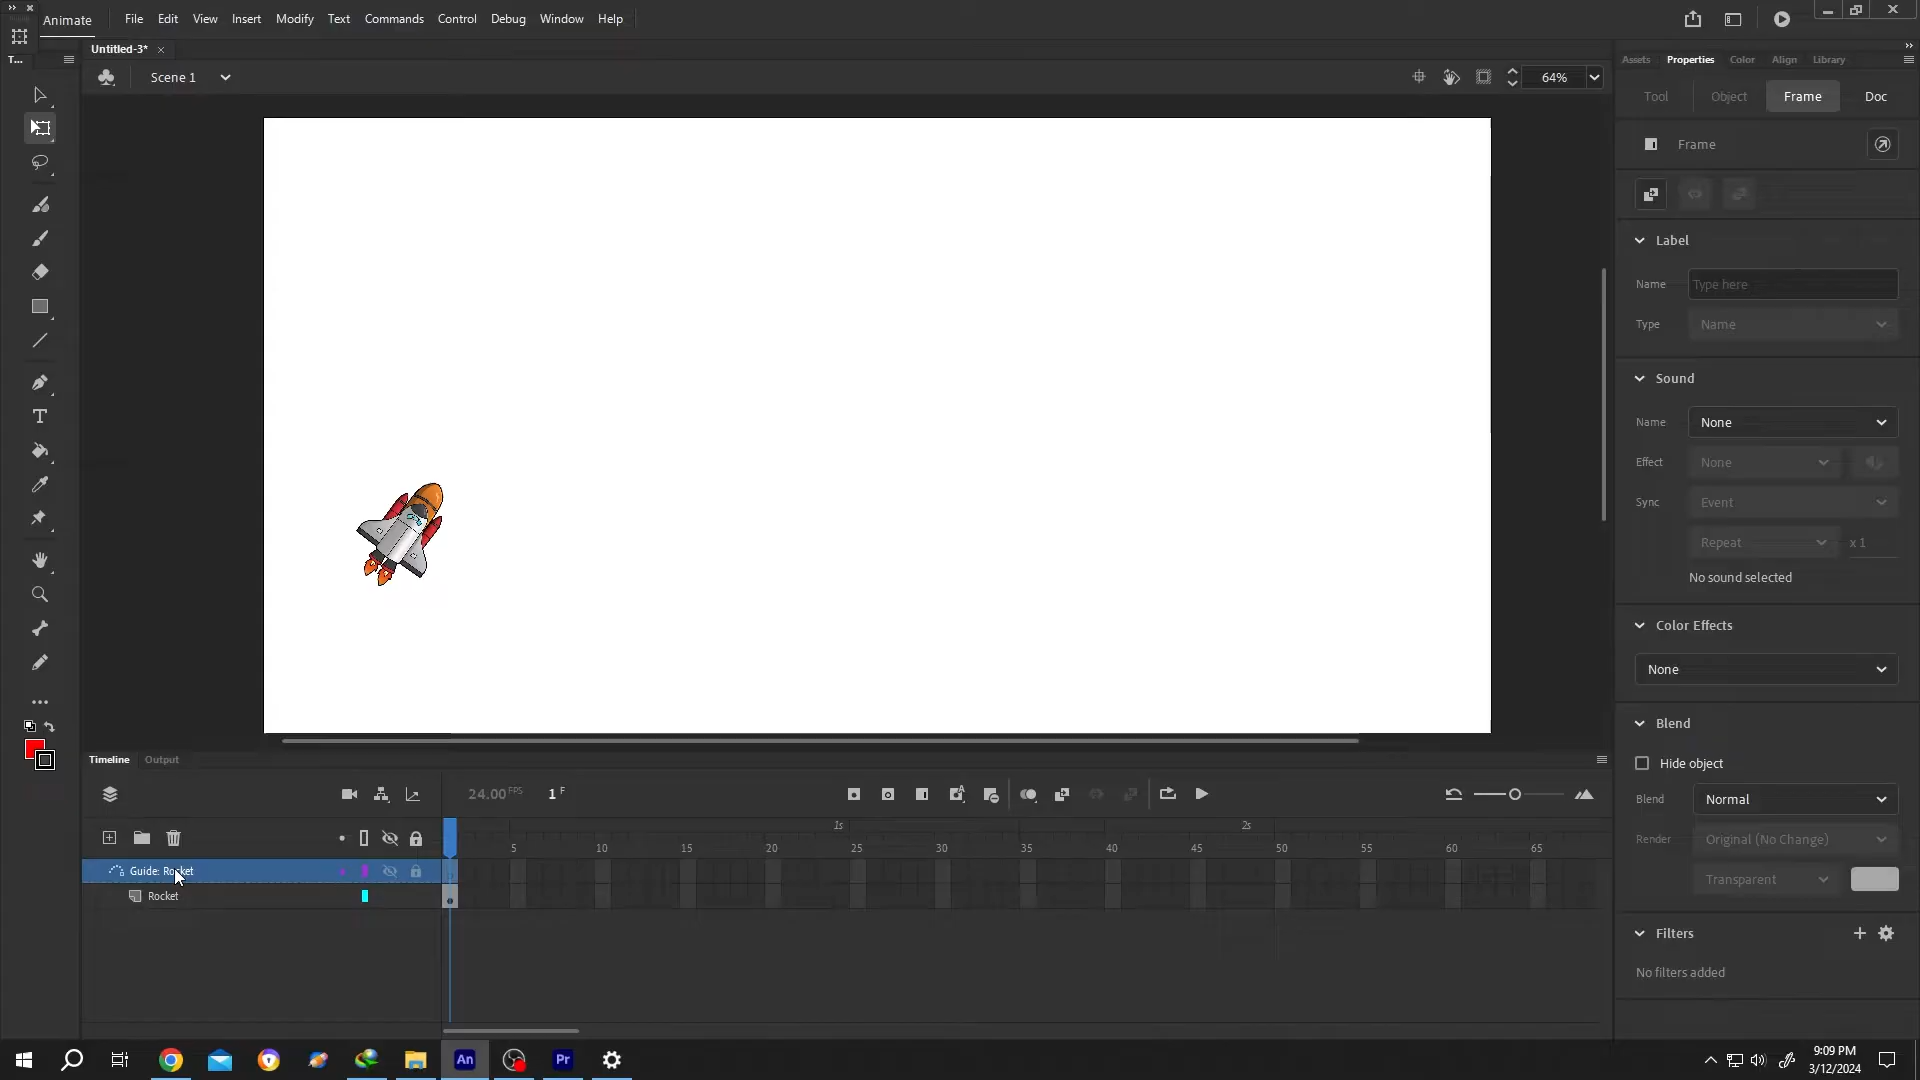 Animate
File Edit View Insert Modify Text Commands Control Debug Window Help
T...
Untitled-3*
Scene 1
64%
Assets Properties Color Align Library
Tool Object Frame Doc
Frame
Label
Name Type here
Type Name
Sound
Name None
Effect None
Sync Event
Repeat x 1
No sound selected
Color Effects
None
Blend
Hide object
Blend Normal
Render Original (No Change)
Transparent
Filters
No filters added
Timeline Output
24.00 FPS 1 F
1s 2s
5 10 15 20 25 30 35 40 45 50 55 60 65
Guide: Rocket
Rocket
An
Pr
9:09 PM
3/12/2024